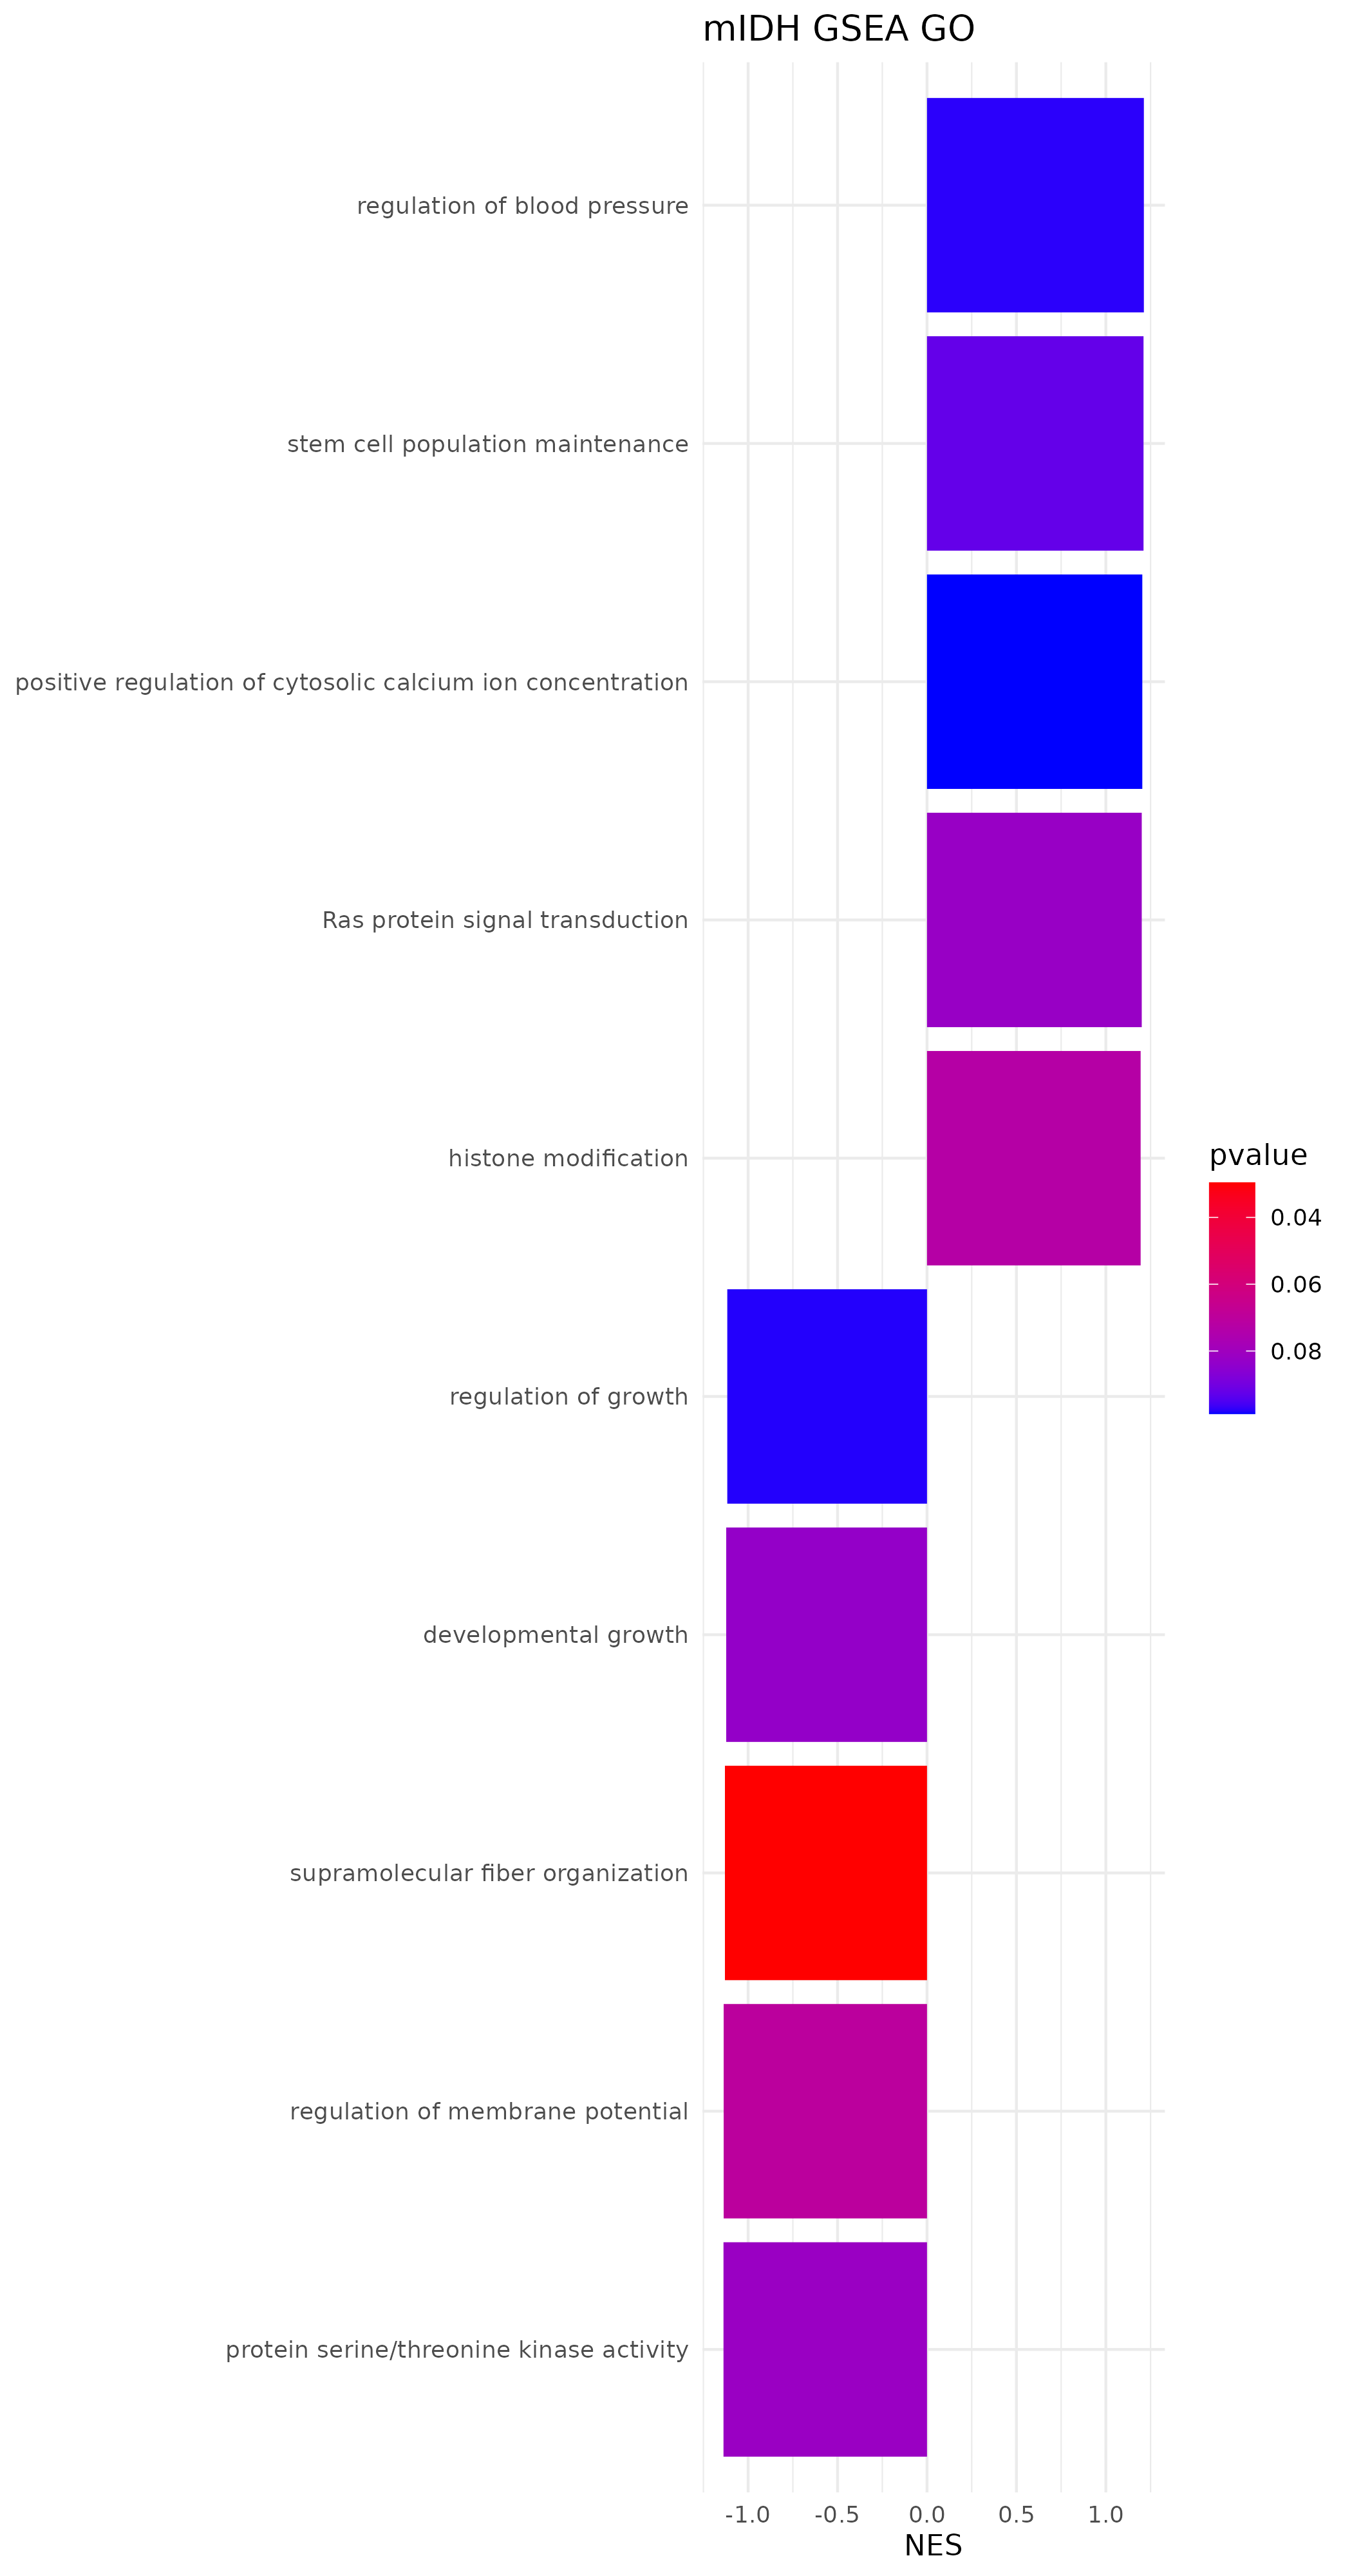 mIDH GSEA GO
regulation of blood pressure
stem cell population maintenance
positive regulation of cytosolic calcium ion concentration
Ras protein signal transduction
histone modification
regulation of growth
developmental growth
supramolecular fiber organization
regulation of membrane potential
protein serine/threonine kinase activity
-1.0 -0.5 0.0 0.5 1.0
NES
pvalue
0.04
0.06
0.08